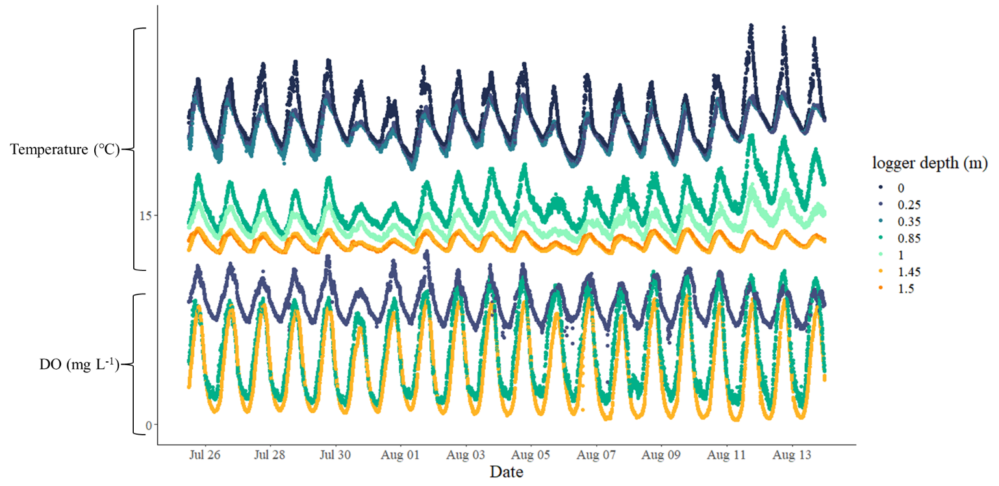 Temperature (°C)
DO (mg L-1)
15
0
Jul 26 Jul 28 Jul 30 Aug 01 Aug 03 Aug 05 Aug 07 Aug 09 Aug 11 Aug 13
Date
logger depth (m)
0
0.25
0.35
0.85
1
1.45
1.5